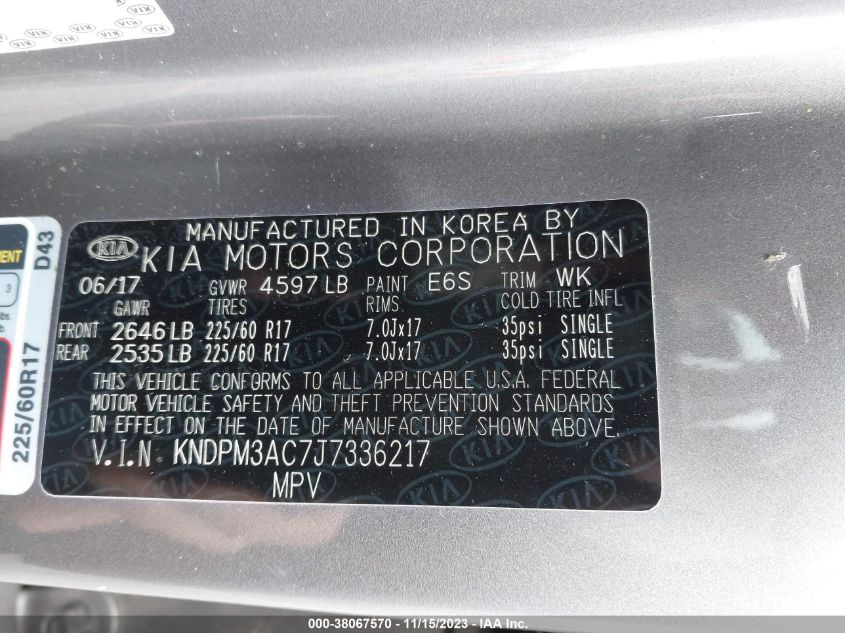 KIA
MANUFACTURED IN KOREA BY
KIA MOTORS CORPORATION
06/17 GVWR 4597 LB PAINT E6S TRIM WK
GAWR TIRES RIMS COLD TIRE INFL
FRONT 2646 LB 225/60 R17 7.0Jx17 35psi SINGLE
REAR 2535 LB 225/60 R17 7.0Jx17 35psi SINGLE
THIS VEHICLE CONFORMS TO ALL APPLICABLE U.S.A. FEDERAL
MOTOR VEHICLE SAFETY AND THEFT PREVENTION STANDARDS
IN EFFECT ON THE DATE OF MANUFACTURE SHOWN ABOVE
V.I.N KNDPM3AC7J7336217
MPV
225/60R17 D43
000-38067570 - 11/15/2023 - IAAI Inc.